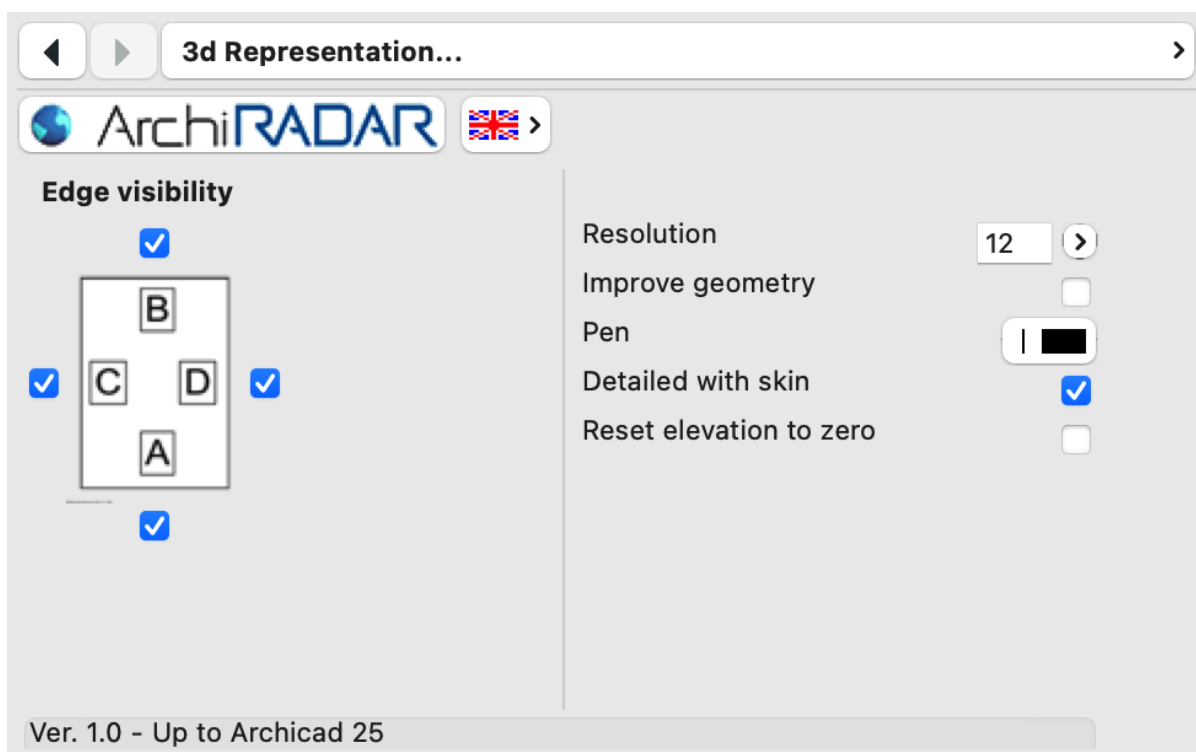 3d Representation...
ArchiRADAR
Edge visibility
B
C D
A
Resolution 12
Improve geometry
Pen
Detailed with skin
Reset elevation to zero
Ver. 1.0 - Up to Archicad 25